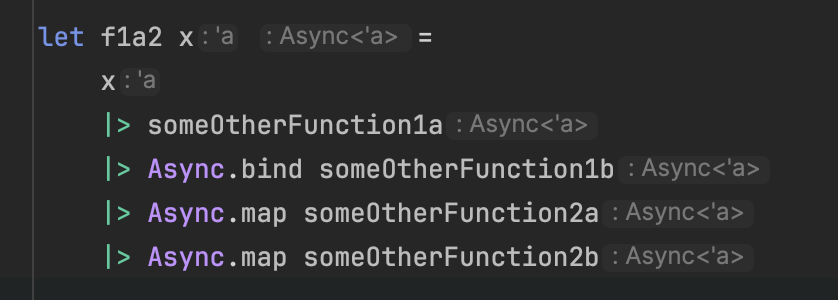 let f1a2 x : 'a : Async<'a> =
x : 'a
|> someOtherFunction1a : Async<'a>
|> Async.bind someOtherFunction1b : Async<'a>
|> Async.map someOtherFunction2a : Async<'a>
|> Async.map someOtherFunction2b : Async<'a>